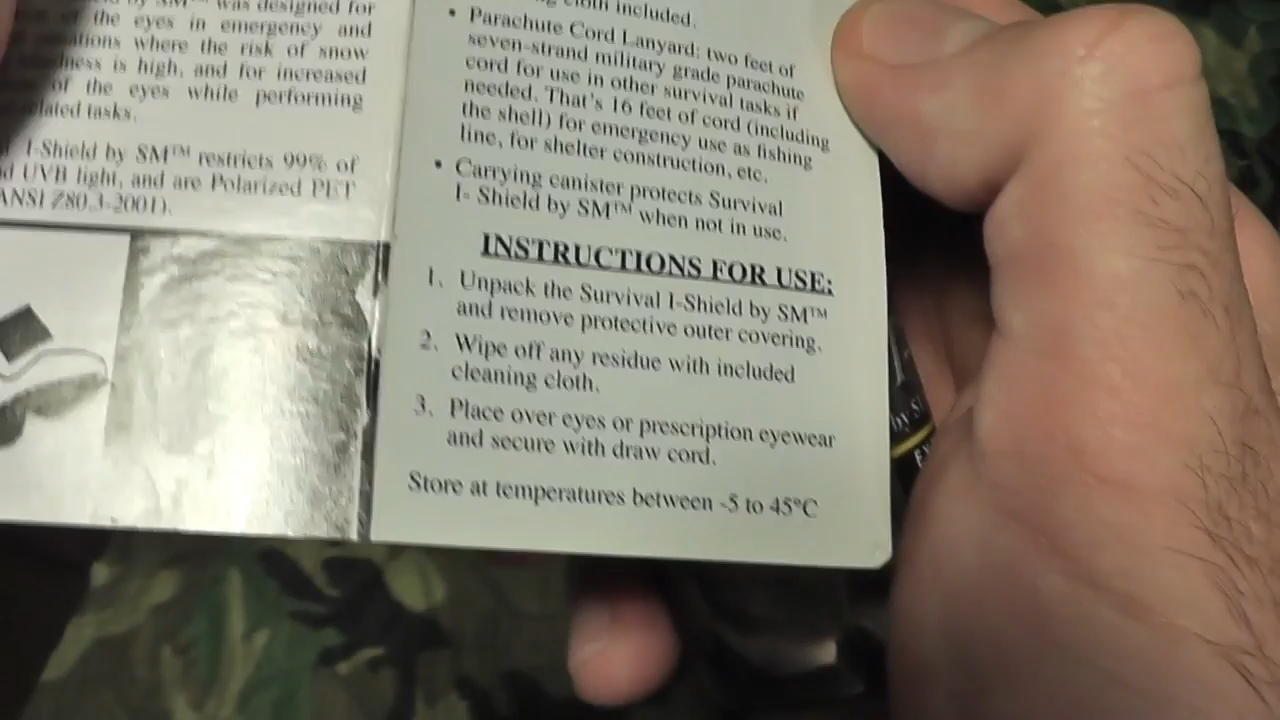 by SM™ was designed for
of the eyes in emergency and
where the risk of snow
is high, and for increased
of the eyes while performing
related tasks.
I-Shield by SM™ restricts 99% of
UVB light, and are Polarized PET
ANSI Z80.3-2001).
cloth included.
• Parachute Cord Lanyard: two feet of
seven-strand military grade parachute
cord for use in other survival tasks if
needed. That's 16 feet of cord (including
the shell) for emergency use as fishing
line, for shelter construction, etc.
• Carrying canister protects Survival
I- Shield by SM™ when not in use.
INSTRUCTIONS FOR USE:
1. Unpack the Survival I-Shield by SM™
and remove protective outer covering.
2. Wipe off any residue with included
cleaning cloth.
3. Place over eyes or prescription eyewear
and secure with draw cord.
Store at temperatures between -5 to 45°C
by